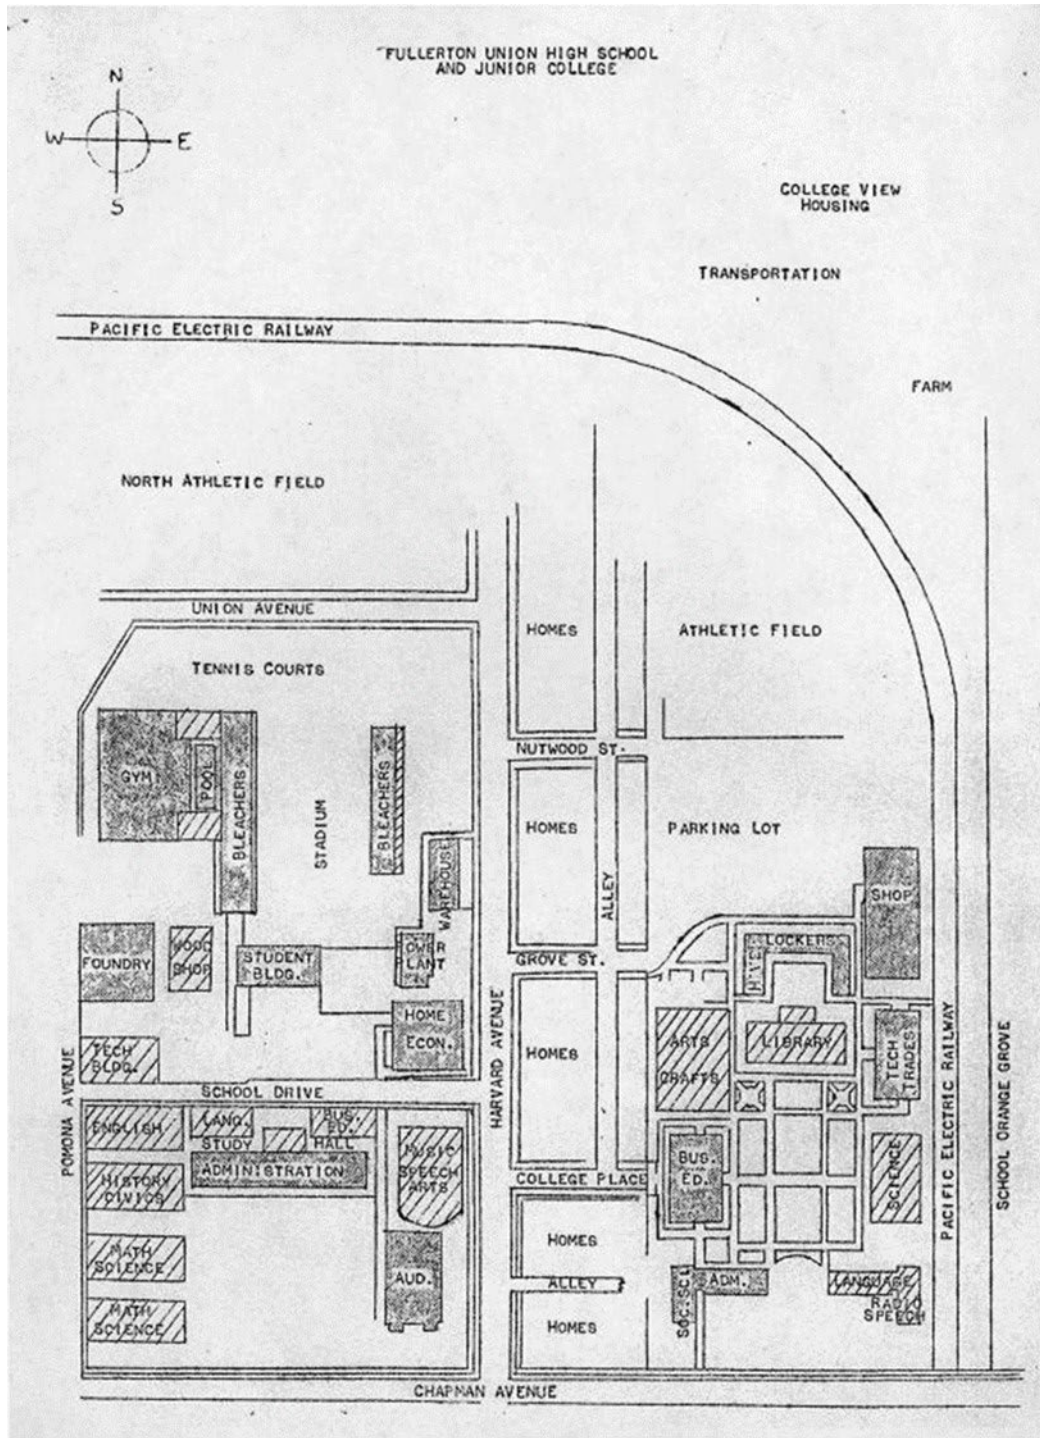 FULLERTON UNION HIGH SCHOOL
AND JUNIOR COLLEGE
N
W E
S
COLLEGE VIEW
HOUSING
TRANSPORTATION
PACIFIC ELECTRIC RAILWAY
FARM
NORTH ATHLETIC FIELD
UNION AVENUE
HOMES
ATHLETIC FIELD
TENNIS COURTS
NUTWOOD ST.
GYM
POOL
BLEACHERS
STADIUM
BLEACHERS
HOMES
PARKING LOT
WAREHOUSE
ALLEY
SHOP
FOUNDRY
WOOD
SHOP
STUDENT
BLDG.
POWER
PLANT
GROVE ST.
LOCKERS
HIVE
HOME
ECON.
HARVARD AVENUE
HOMES
ARTS
CRAFTS
LIBRARY
TECH
TRADES
PACIFIC ELECTRIC RAILWAY
SCHOOL ORANGE GROVE
TECH
BLDG.
POMONA AVENUE
SCHOOL DRIVE
ENGLISH
LANG.
BUS.
ED.
STUDY HALL
ADMINISTRATION
MUSIC
SPEECH
ARTS
HISTORY
CIVICS
COLLEGE PLACE
BUS.
ED.
SCIENCE
MATH
SCIENCE
AUD.
HOMES
ALLEY
SOC. SCI.
ADM.
LANGUAGE
RADIO
SPEECH
MATH
SCIENCE
HOMES
CHAPMAN AVENUE